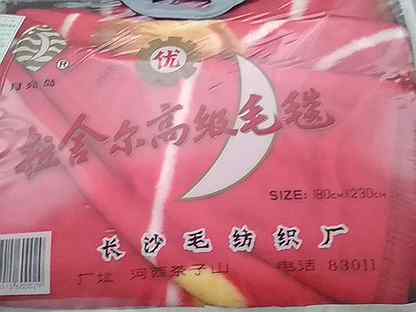 优
®
拉舍尔高级毛毯
SIZE: 180cm×230cm
长沙毛纺织厂
厂址 河西茶子山 电话 83011